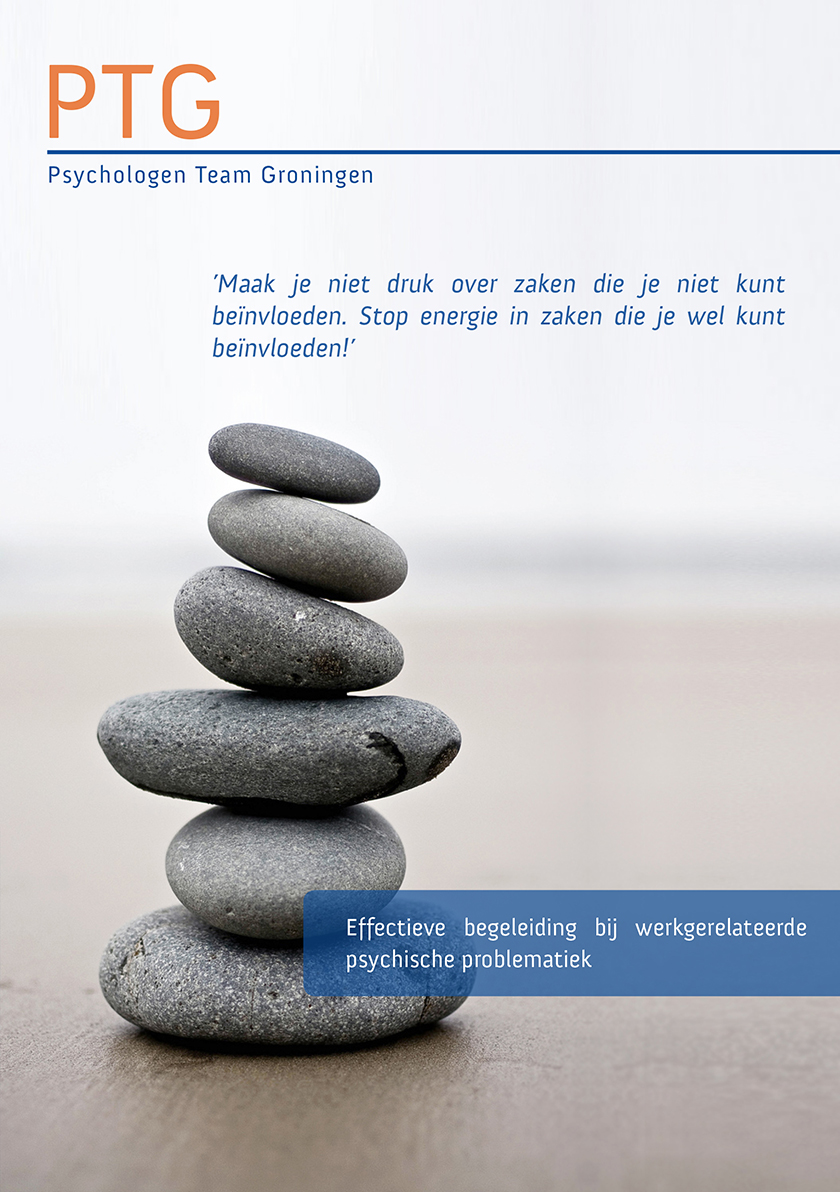 PTG
Psychologen Team Groningen
'Maak je niet druk over zaken die je niet kunt
beïnvloeden. Stop energie in zaken die je wel kunt
beïnvloeden!'
Effectieve begeleiding bij werkgerelateerde
psychische problematiek